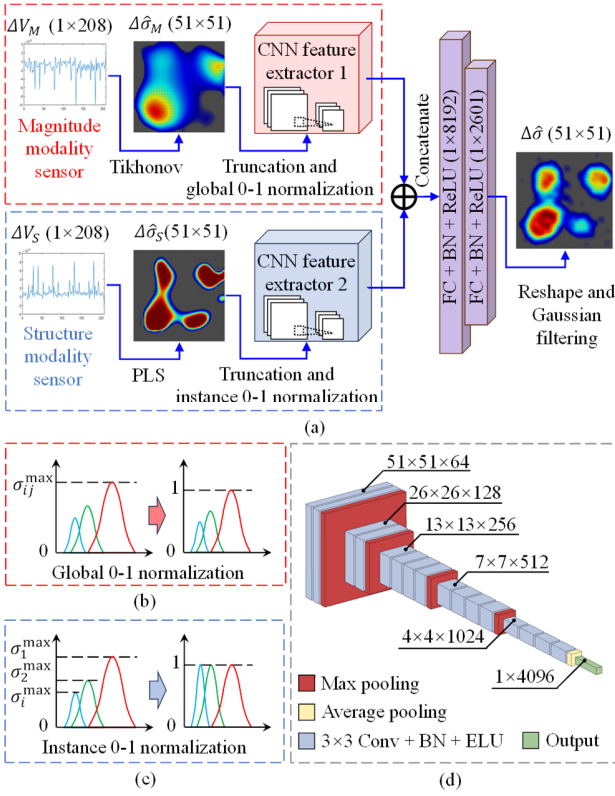 ΔV_M (1×208)
Δσ̂_M (51×51)
CNN feature
extractor 1
Magnitude
modality
sensor
Tikhonov
Truncation and
global 0-1 normalization
ΔV_S (1×208)
Δσ̂_S(51×51)
CNN feature
extractor 2
Structure
modality
sensor
PLS
Truncation and
instance 0-1 normalization
Concatenate
FC + BN + ReLU (1×8192)
FC + BN + ReLU (1×2601)
Δσ̂ (51×51)
Reshape and
Gaussian
filtering
(a)
σ_ij^max
0
1
0
Global 0-1 normalization
(b)
σ_1^max
σ_2^max
σ_i^max
0
1
0
Instance 0-1 normalization
(c)
51×51×64
26×26×128
13×13×256
7×7×512
4×4×1024
1×4096
Max pooling
Average pooling
3×3 Conv + BN + ELU
Output
(d)